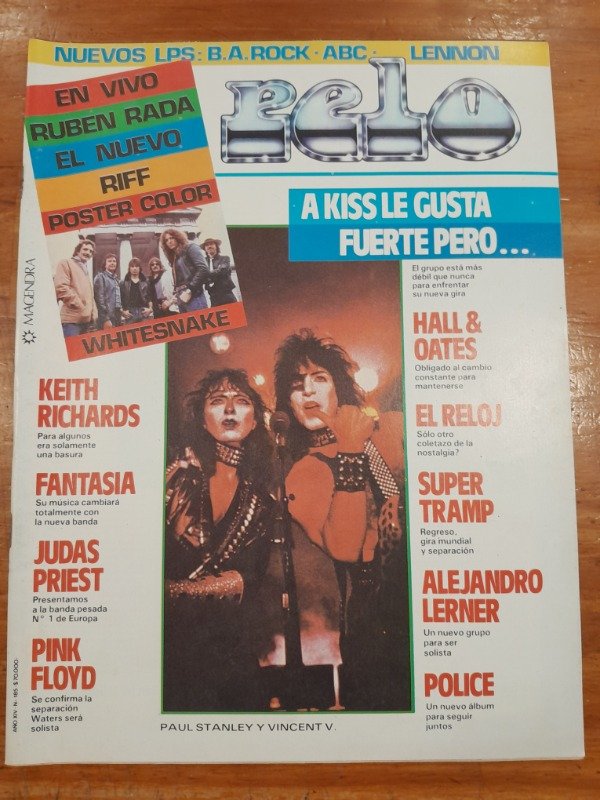 NUEVOS LPS: B.A. ROCK · ABC · LENNON
pelo
EN VIVO
RUBEN RADA
EL NUEVO
RIFF
POSTER COLOR
WHITESNAKE
MAGENDRA
A KISS LE GUSTA
FUERTE PERO...
El grupo está más
débil que nunca
para enfrentar
su nueva gira
HALL &
OATES
Obligado al cambio
constante para
mantenerse
EL RELOJ
Sólo otro
coletazo de la
nostalgia?
SUPER
TRAMP
Regreso,
gira mundial
y separación
ALEJANDRO
LERNER
Un nuevo grupo
para ser
solista
POLICE
Un nuevo álbum
para seguir
juntos
KEITH
RICHARDS
Para algunos
era solamente
una basura
FANTASIA
Su música cambiará
totalmente con
la nueva banda
JUDAS
PRIEST
Presentamos
a la banda pesada
N° 1 de Europa
PINK
FLOYD
Se confirma la
separación
Waters será
solista
PAUL STANLEY Y VINCENT V.
AÑO XIV N: 185 $ 70.000.